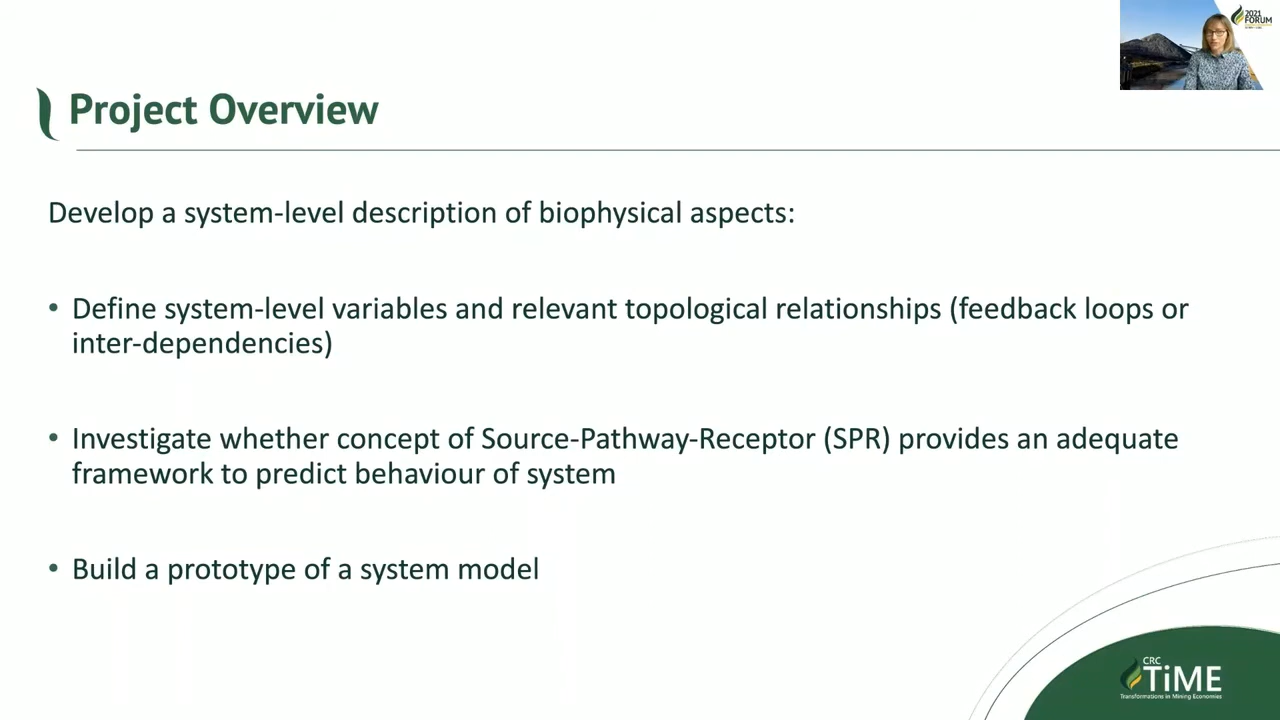 2021
FORUM
Project Overview
Develop a system-level description of biophysical aspects:
• Define system-level variables and relevant topological relationships (feedback loops or
inter-dependencies)
• Investigate whether concept of Source-Pathway-Receptor (SPR) provides an adequate
framework to predict behaviour of system
• Build a prototype of a system model
CRC
TiME
Transformations in Mining Economies